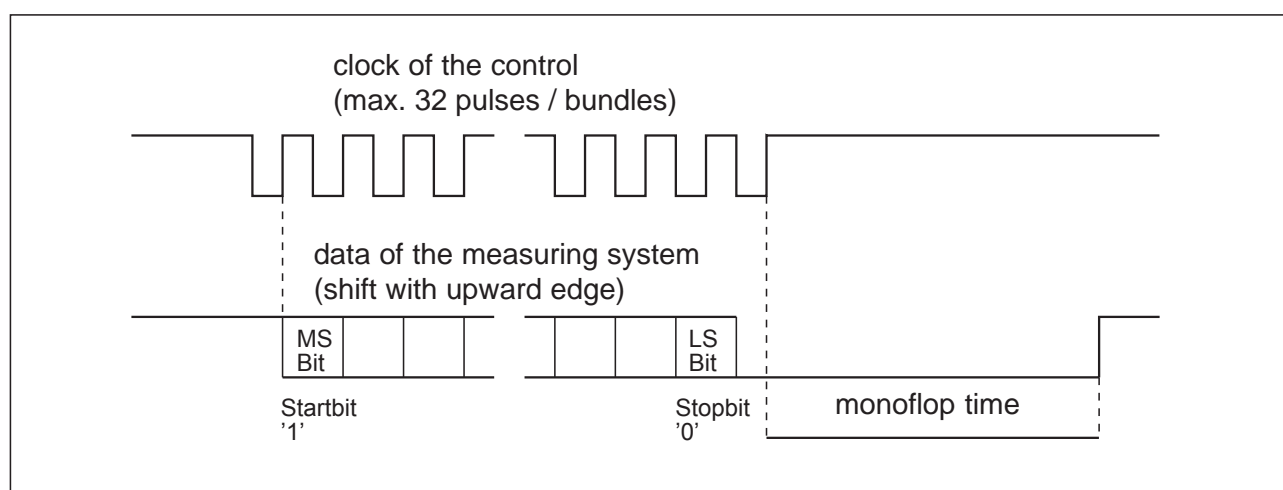 clock of the control
(max. 32 pulses / bundles)
data of the measuring system
(shift with upward edge)
MS
Bit
LS
Bit
Startbit
'1'
Stopbit
'0'
monoflop time